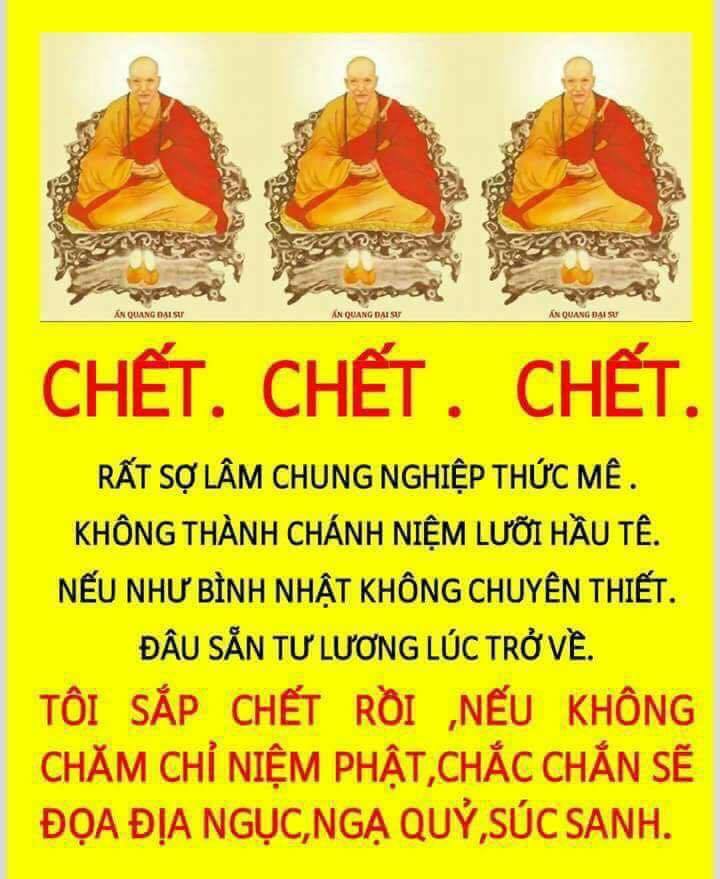 ẤN QUANG ĐẠI SƯ ẤN QUANG ĐẠI SƯ ẤN QUANG ĐẠI SƯ
CHẾT. CHẾT . CHẾT.
RẤT SỢ LÂM CHUNG NGHIỆP THỨC MÊ .
KHÔNG THÀNH CHÁNH NIỆM LƯỠI HẦU TÊ.
NẾU NHƯ BÌNH NHẬT KHÔNG CHUYÊN THIẾT.
ĐÂU SẴN TƯ LƯƠNG LÚC TRỞ VỀ.
TÔI SẮP CHẾT RỒI ,NẾU KHÔNG
CHĂM CHỈ NIỆM PHẬT,CHẮC CHẮN SẼ
ĐỌA ĐỊA NGỤC,NGẠ QUỶ,SÚC SANH.